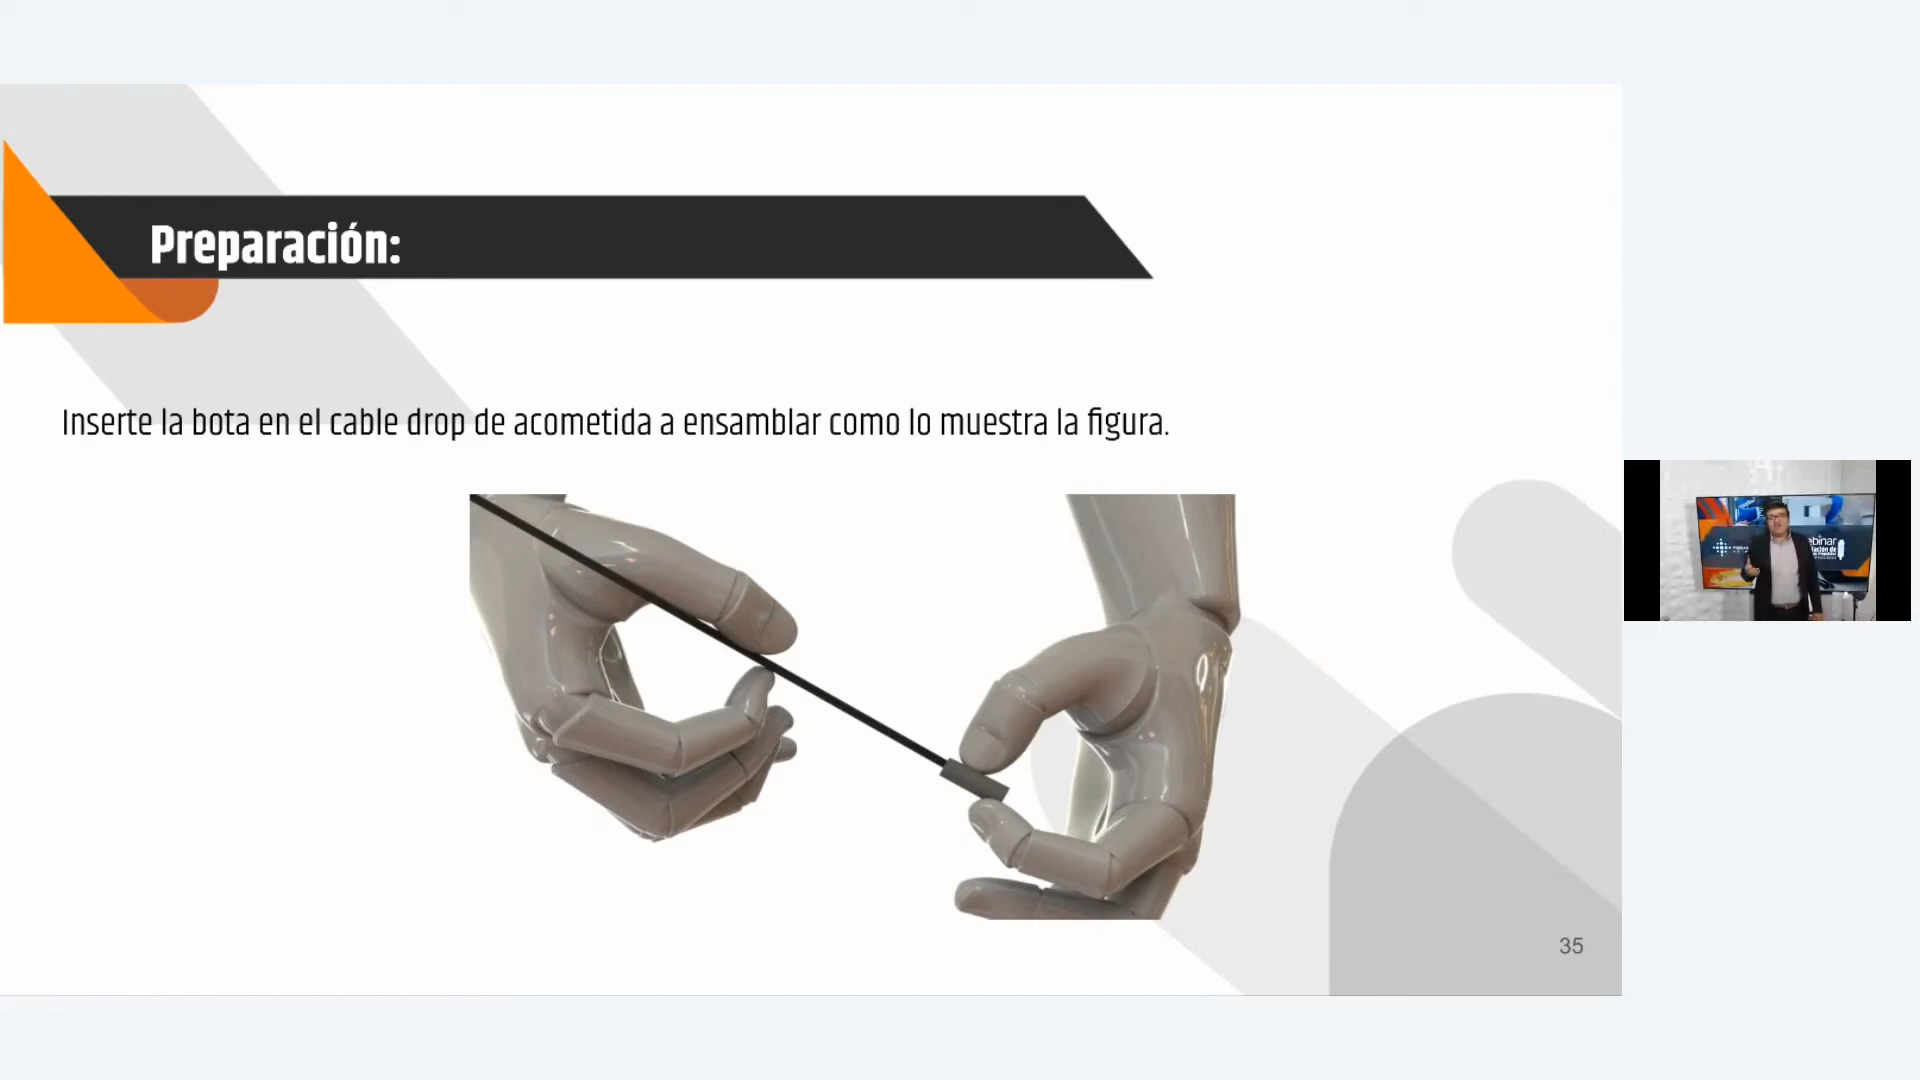 Preparación:
Inserte la bota en el cable drop de acometida a ensamblar como lo muestra la figura.
35